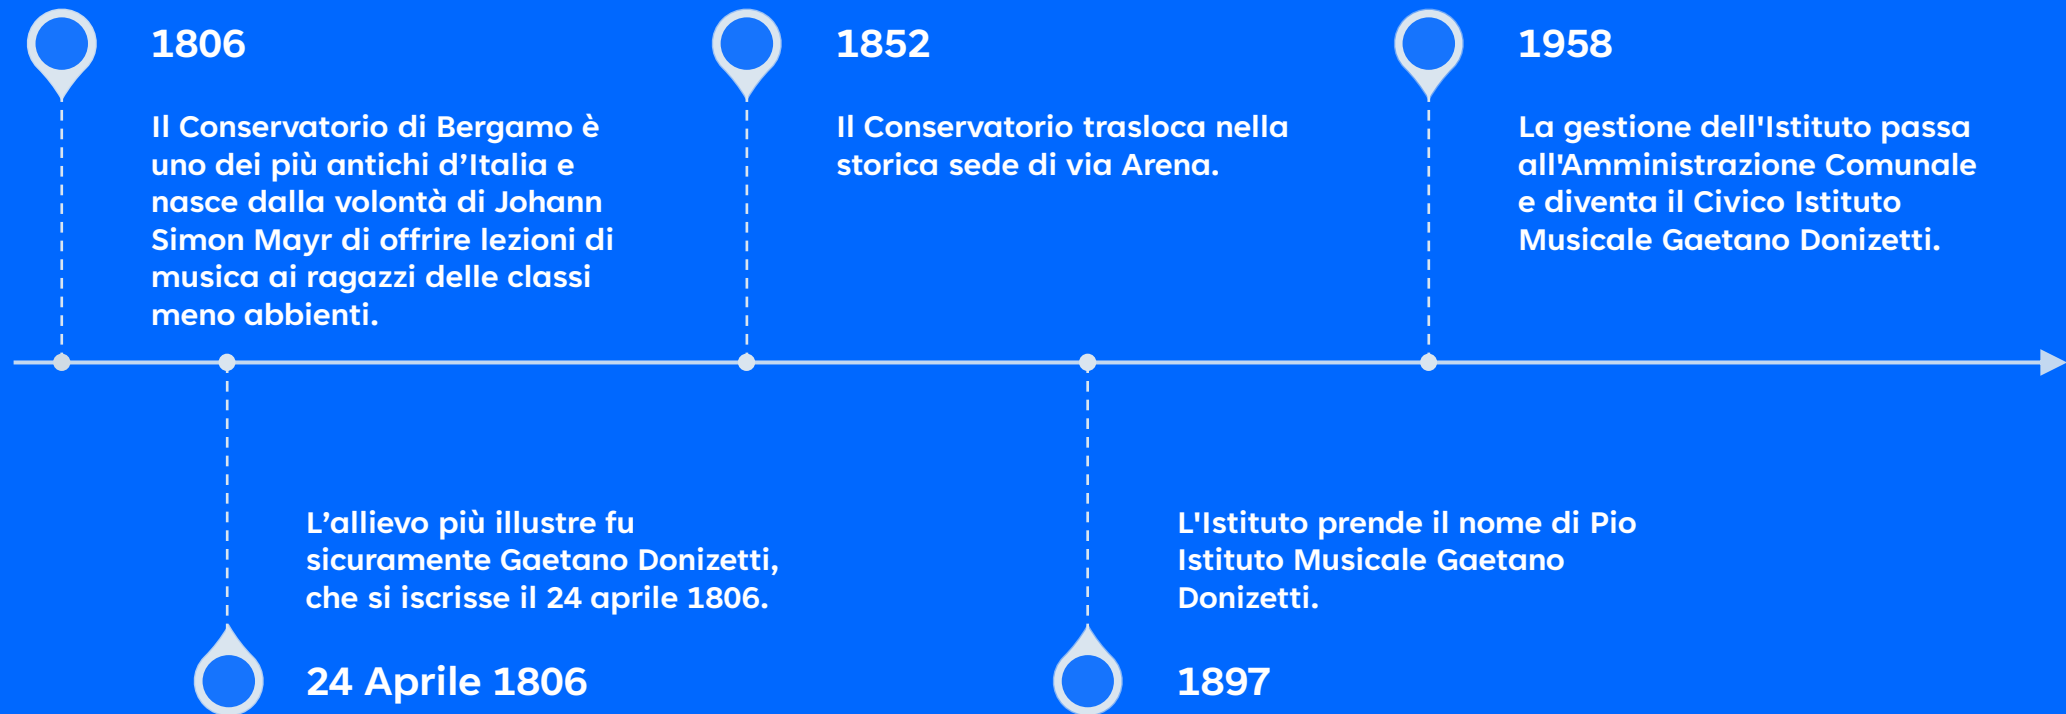 1806
Il Conservatorio di Bergamo è
uno dei più antichi d’Italia e
nasce dalla volontà di Johann
Simon Mayr di offrire lezioni di
musica ai ragazzi delle classi
meno abbienti.
L’allievo più illustre fu
sicuramente Gaetano Donizetti,
che si iscrisse il 24 aprile 1806.
24 Aprile 1806
1852
Il Conservatorio trasloca nella
storica sede di via Arena.
L'Istituto prende il nome di Pio
Istituto Musicale Gaetano
Donizetti.
1897
1958
La gestione dell'Istituto passa
all'Amministrazione Comunale
e diventa il Civico Istituto
Musicale Gaetano Donizetti.